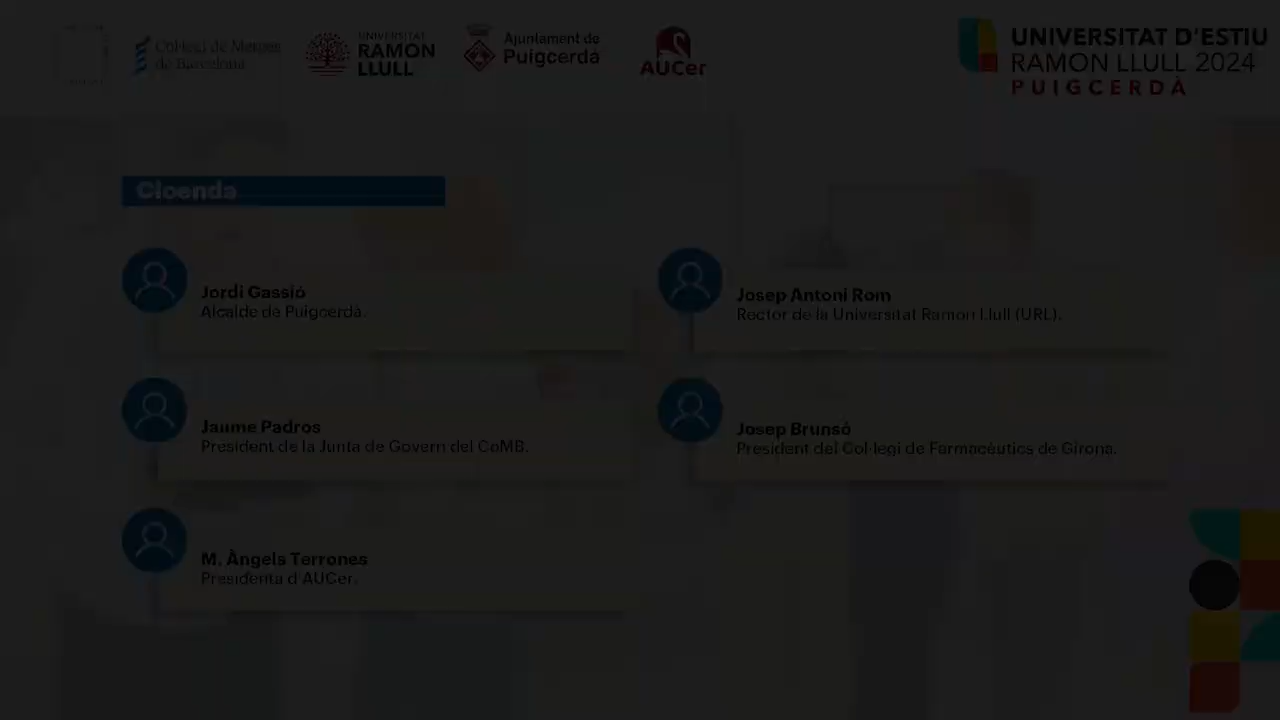 Col·legi de Metges
de Barcelona
UNIVERSITAT
RAMON
LLULL
Ajuntament de
Puigcerdà
AUCer
UNIVERSITAT D'ESTIU
RAMON LLULL 2024
PUIGCERDÀ
Cloenda
Jordi Gassió
Alcalde de Puigcerdà.
Josep Antoni Rom
Rector de la Universitat Ramon Llull (URL).
Jaume Padros
President de la Junta de Govern del CoMB.
Josep Brunsó
President del Col·legi de Farmacèutics de Girona.
M. Àngels Terrones
Presidenta d'AUCer.